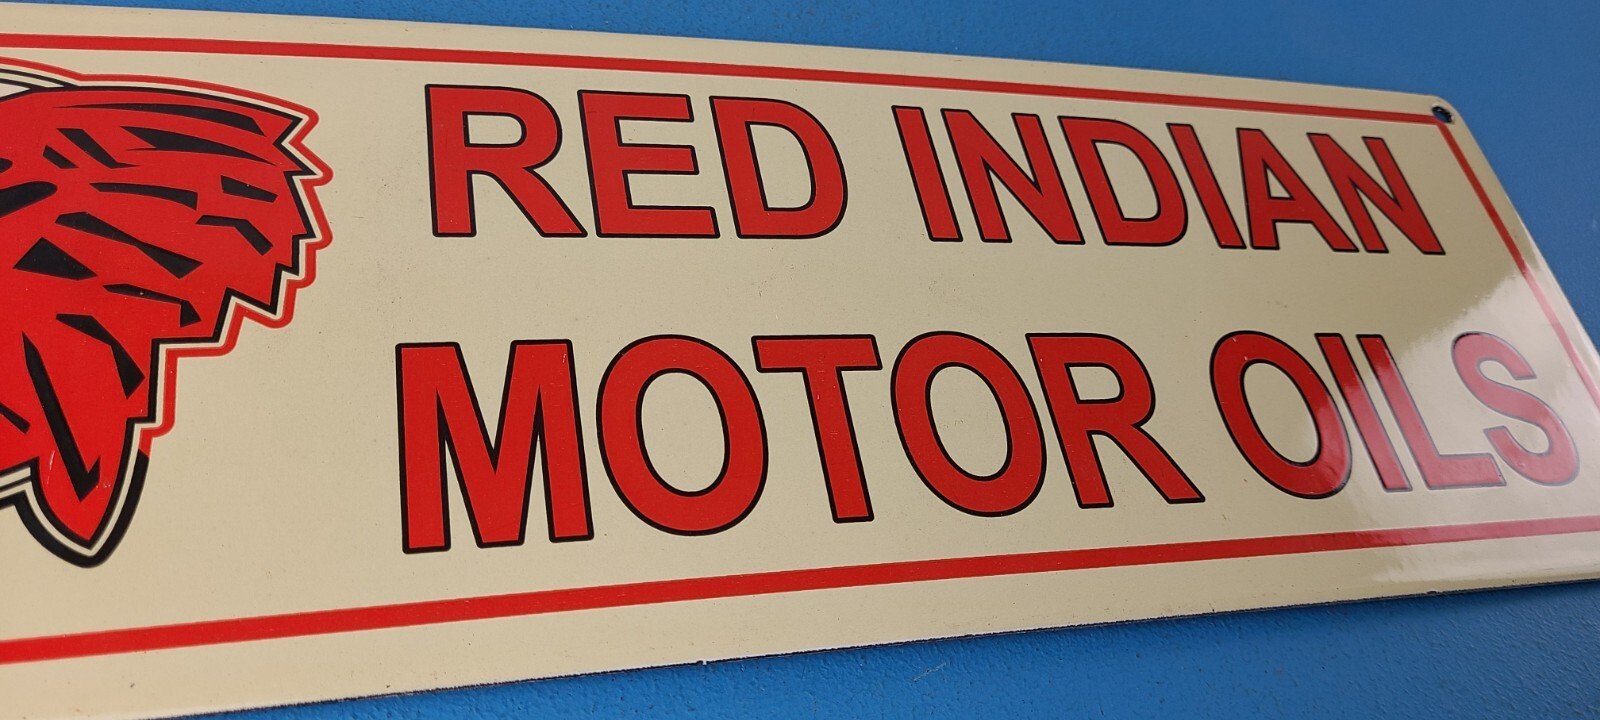 RED INDIAN
MOTOR OILS